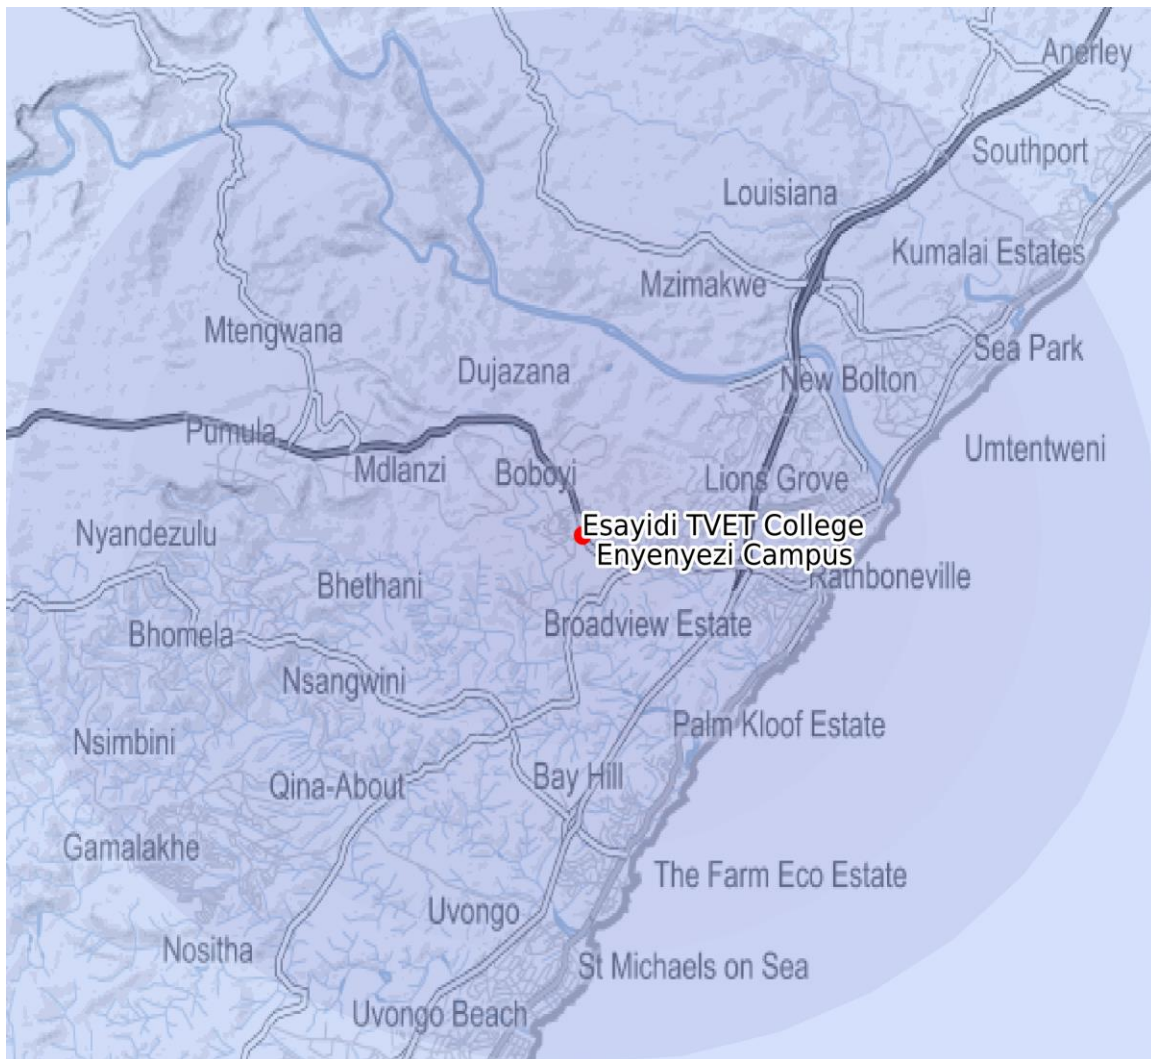 Anerley
Southport
Louisiana
Kumalai Estates
Mzimakwe
Mtengwana
Sea Park
Dujazana
New Bolton
Pumula
Umtentweni
Mdlanzi
Boboyi
Lions Grove
Esayidi TVET College
Enyenyezi Campus
Nyandezulu
Rathboneville
Bhethani
Broadview Estate
Bhomela
Nsangwini
Palm Kloof Estate
Nsimbini
Bay Hill
Qina-About
Gamalakhe
The Farm Eco Estate
Uvongo
Nositha
St Michaels on Sea
Uvongo Beach